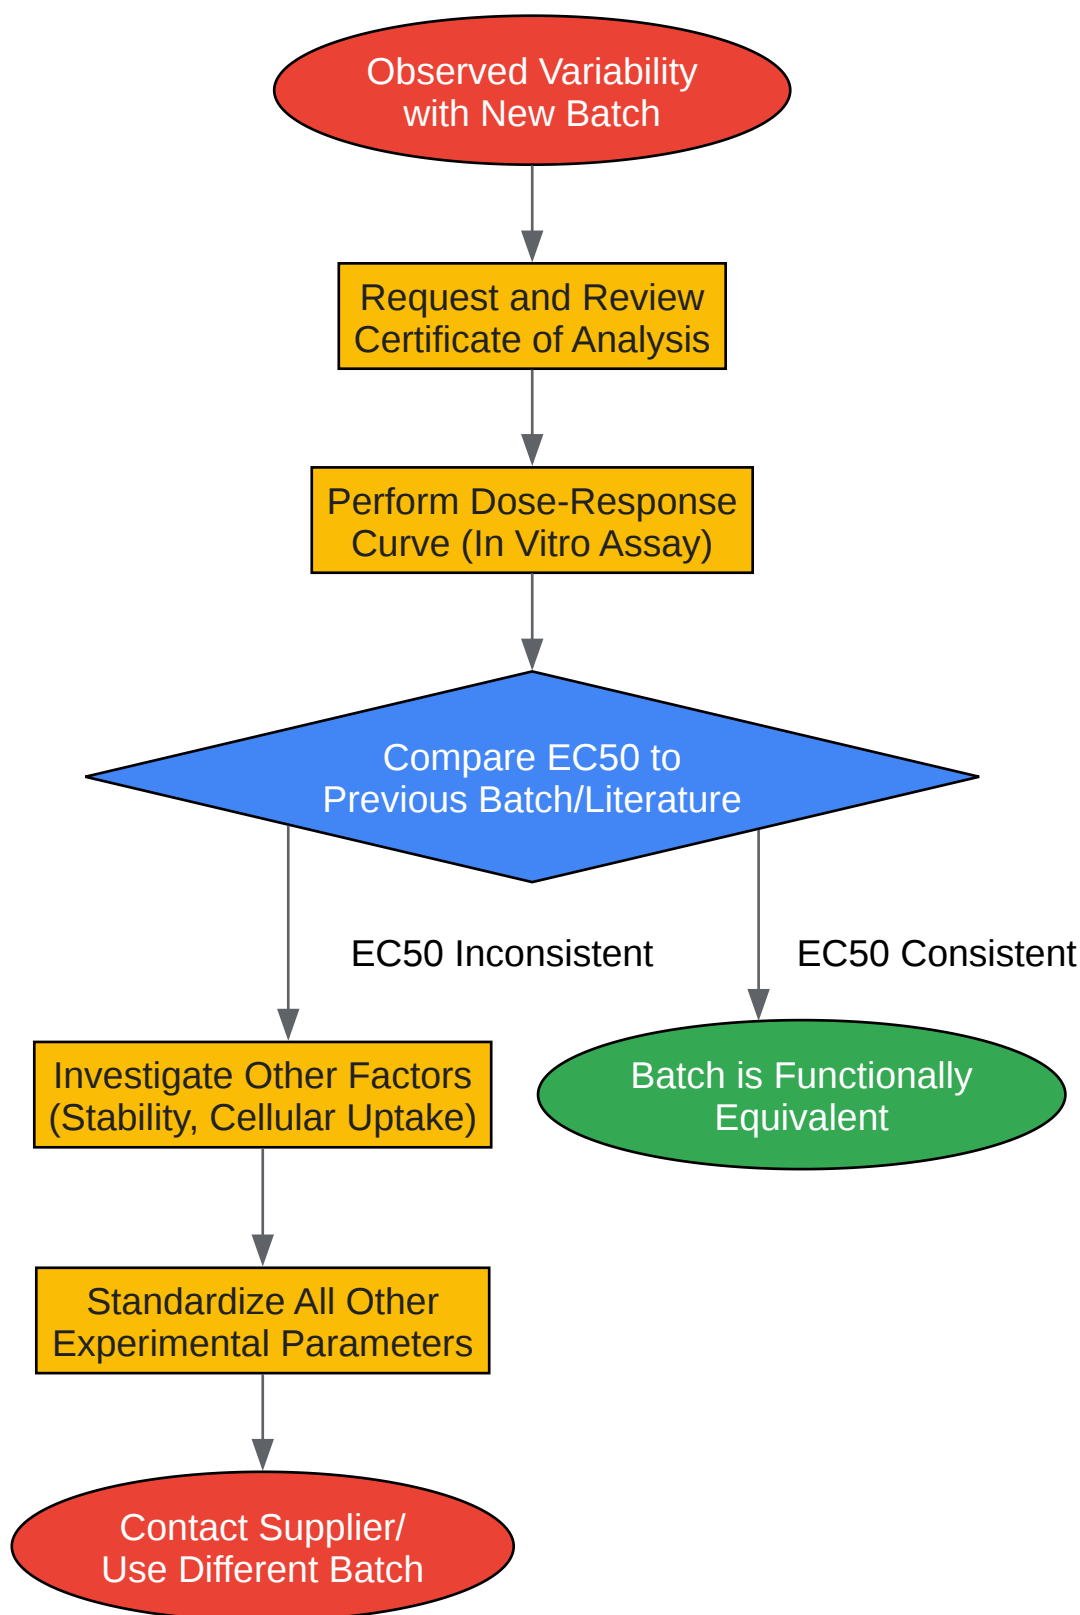 Observed Variability
with New Batch
Request and Review
Certificate of Analysis
Perform Dose-Response
Curve (In Vitro Assay)
Compare EC50 to
Previous Batch/Literature
EC50 Inconsistent
EC50 Consistent
Investigate Other Factors
(Stability, Cellular Uptake)
Batch is Functionally
Equivalent
Standardize All Other
Experimental Parameters
Contact Supplier/
Use Different Batch